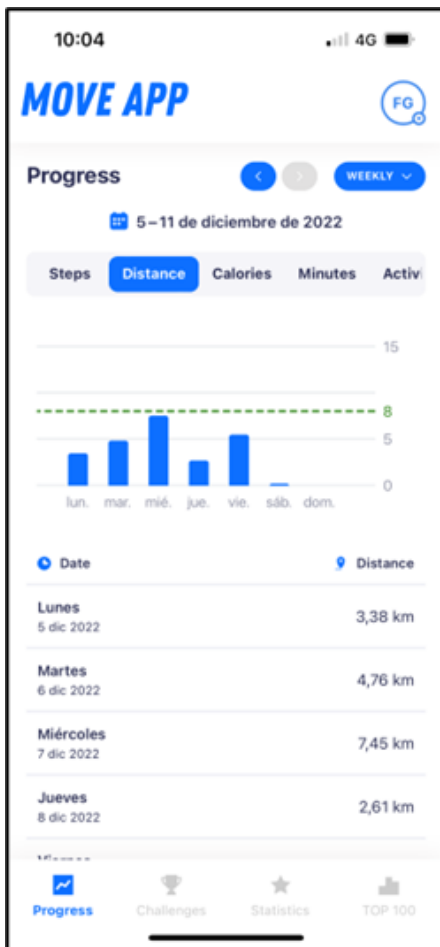 10:04 4G
MOVE APP FG
Progress WEEKLY
5–11 de diciembre de 2022
Steps Distance Calories Minutes Activi
15
8
5
0
lun. mar. mié. jue. vie. sáb. dom.
Date Distance
Lunes
5 dic 2022
3,38 km
Martes
6 dic 2022
4,76 km
Miércoles
7 dic 2022
7,45 km
Jueves
8 dic 2022
2,61 km
Progress Challenges Statistics TOP 100